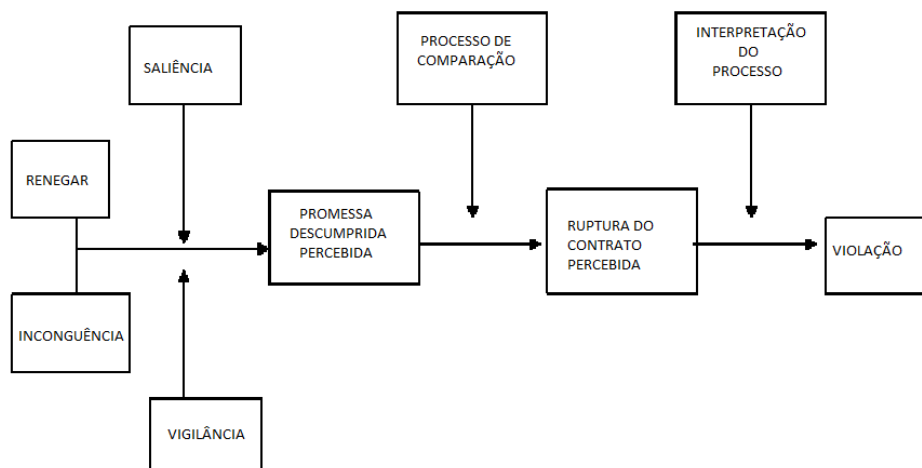 SALIÊNCIA
PROCESSO DE
COMPARAÇÃO
INTERPRETAÇÃO
DO
PROCESSO
RENEGAR
PROMESSA
DESCUMPRIDA
PERCEBIDA
RUPTURA DO
CONTRATO
PERCEBIDA
VIOLAÇÃO
INCONGUÊNCIA
VIGILÂNCIA